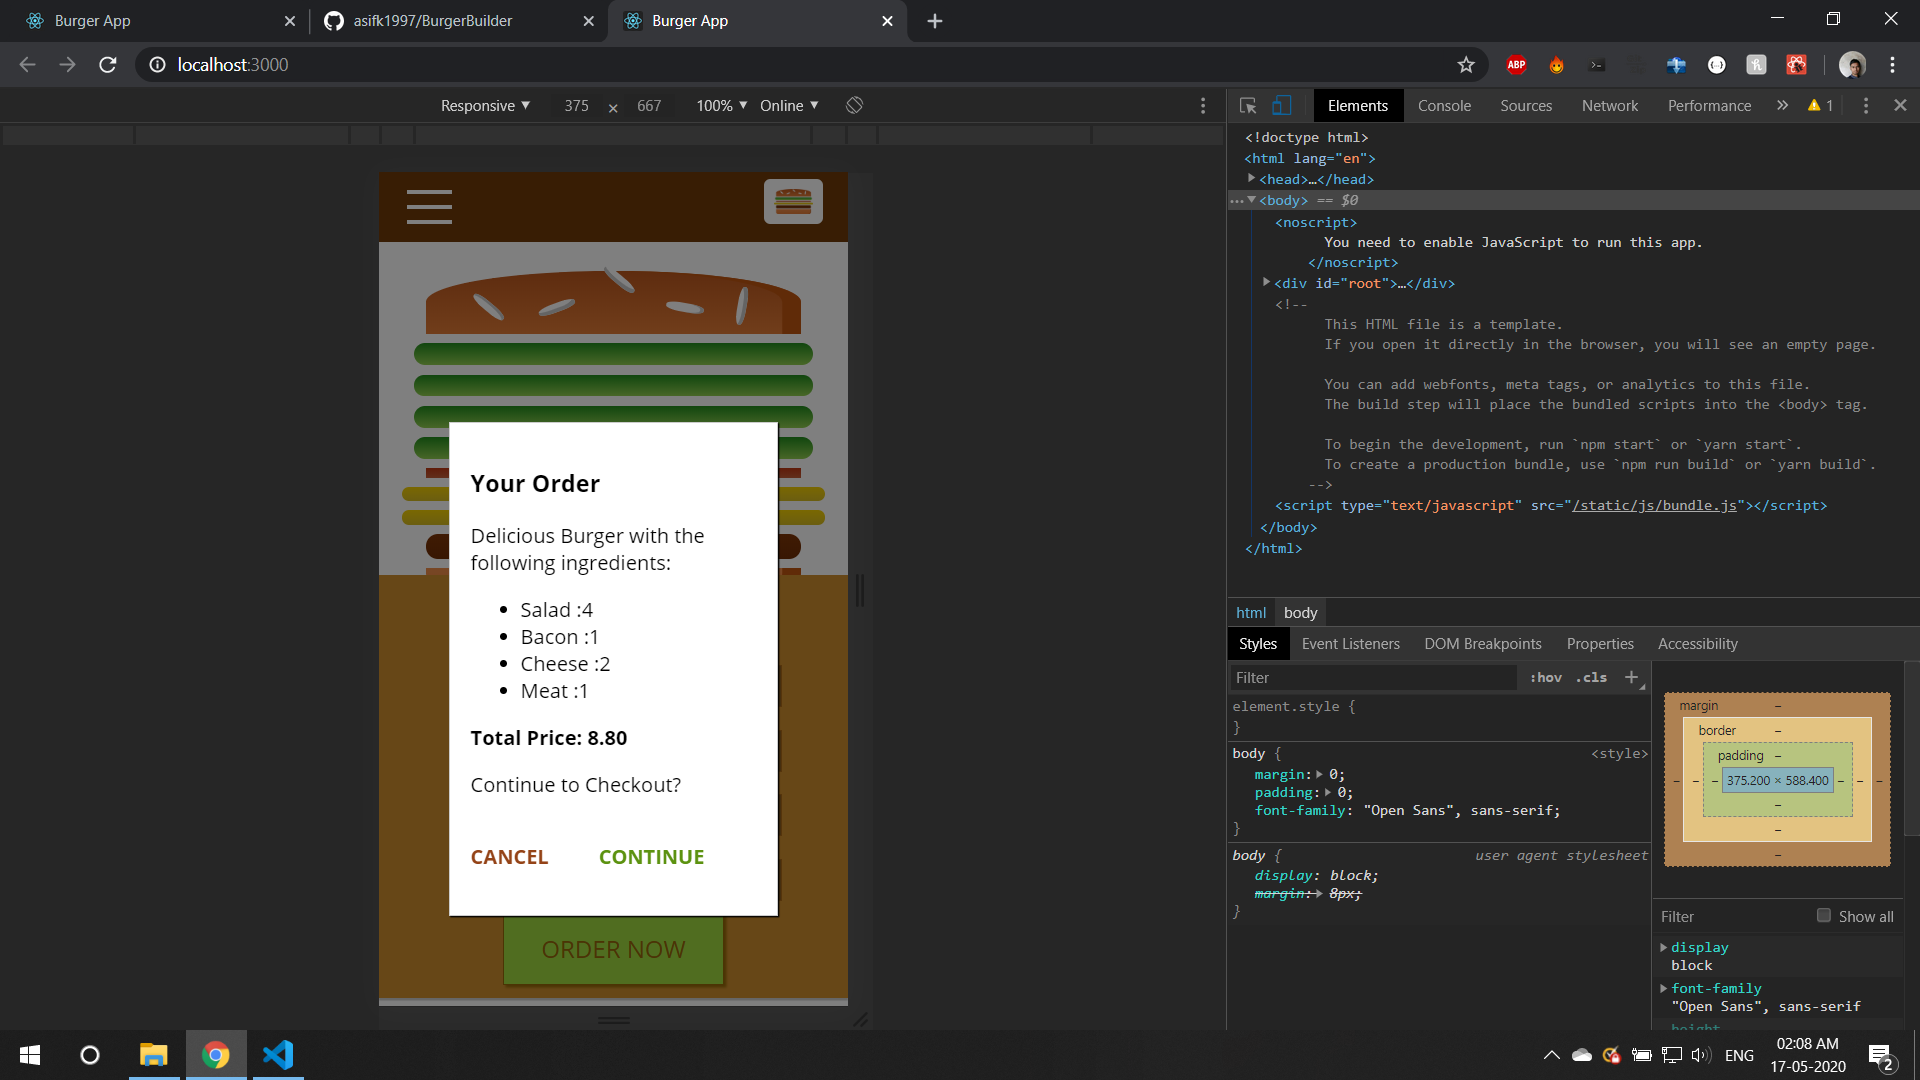 Burger App
asifk1997/BurgerBuilder
Burger App
localhost:3000
ABP
Responsive ▼ 375 × 667 100% ▼ Online ▼
Elements Console Sources Network Performance » 1
<!doctype html>
<html lang="en">
<head>…</head>
<body> == $0
<noscript>
You need to enable JavaScript to run this app.
</noscript>
<div id="root">…</div>
<!--
This HTML file is a template.
If you open it directly in the browser, you will see an empty page.
You can add webfonts, meta tags, or analytics to this file.
The build step will place the bundled scripts into the <body> tag.
To begin the development, run `npm start` or `yarn start`.
To create a production bundle, use `npm run build` or `yarn build`.
-->
<script type="text/javascript" src="/static/js/bundle.js"></script>
</body>
</html>
html body
Styles Event Listeners DOM Breakpoints Properties Accessibility
Filter :hov .cls +
element.style {
}
body { <style>
margin: 0;
padding: 0;
font-family: "Open Sans", sans-serif;
}
body { user agent stylesheet
display: block;
margin: 8px;
}
margin –
border –
padding –
– – – 375.200 × 588.400 – – –
–
–
–
Filter Show all
display
block
font-family
"Open Sans", sans-serif
height
Your Order
Delicious Burger with the
following ingredients:
• Salad :4
• Bacon :1
• Cheese :2
• Meat :1
Total Price: 8.80
Continue to Checkout?
CANCEL CONTINUE
ORDER NOW
ENG
02:08 AM
17-05-2020
2